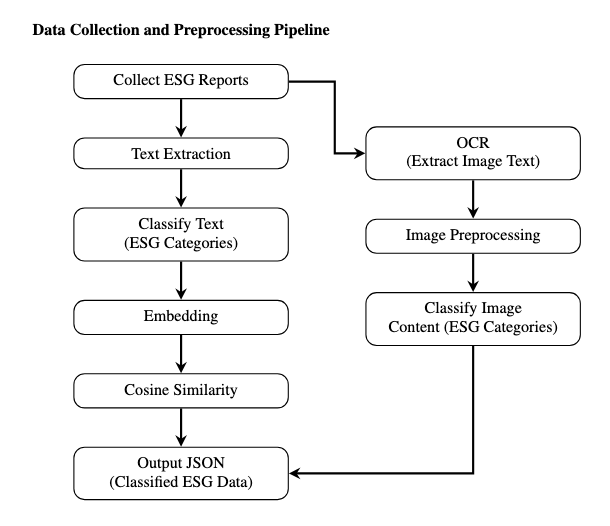 Data Collection and Preprocessing Pipeline
Collect ESG Reports
Text Extraction
Classify Text
(ESG Categories)
Embedding
Cosine Similarity
Output JSON
(Classified ESG Data)
OCR
(Extract Image Text)
Image Preprocessing
Classify Image
Content (ESG Categories)